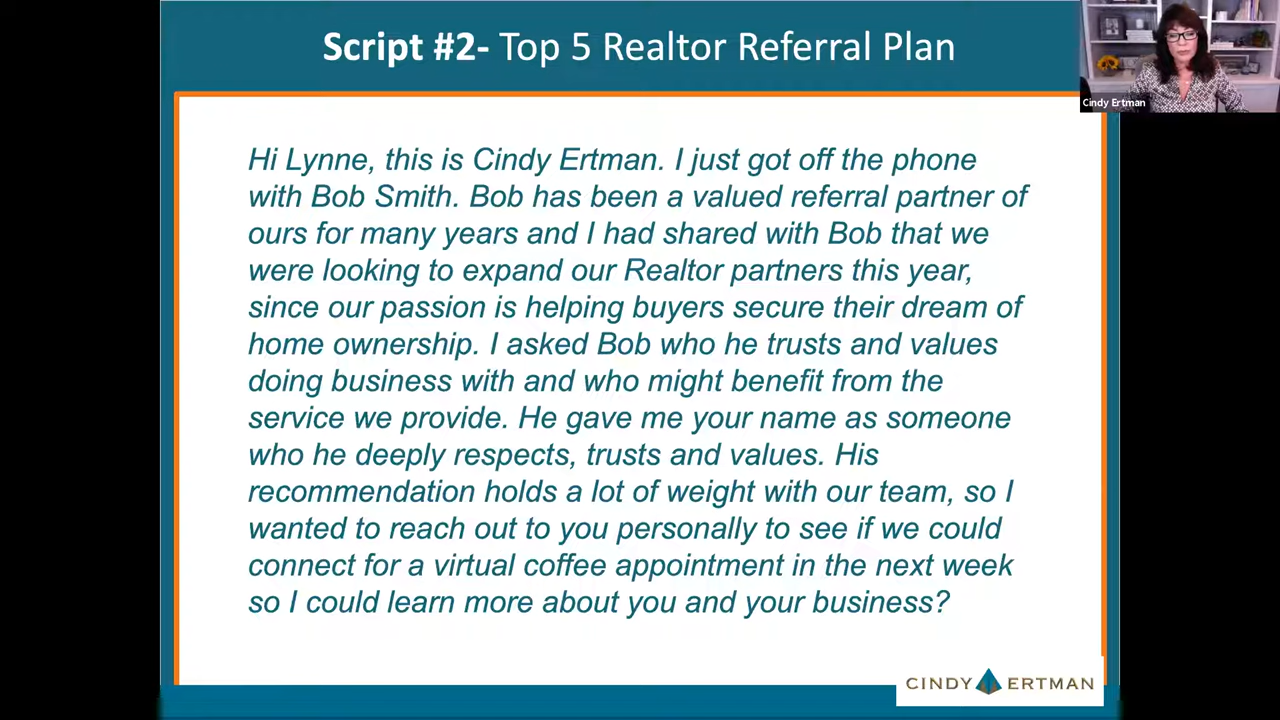 Script #2- Top 5 Realtor Referral Plan
Cindy Ertman
Hi Lynne, this is Cindy Ertman. I just got off the phone
with Bob Smith. Bob has been a valued referral partner of
ours for many years and I had shared with Bob that we
were looking to expand our Realtor partners this year,
since our passion is helping buyers secure their dream of
home ownership. I asked Bob who he trusts and values
doing business with and who might benefit from the
service we provide. He gave me your name as someone
who he deeply respects, trusts and values. His
recommendation holds a lot of weight with our team, so I
wanted to reach out to you personally to see if we could
connect for a virtual coffee appointment in the next week
so I could learn more about you and your business?
CINDY ERTMAN